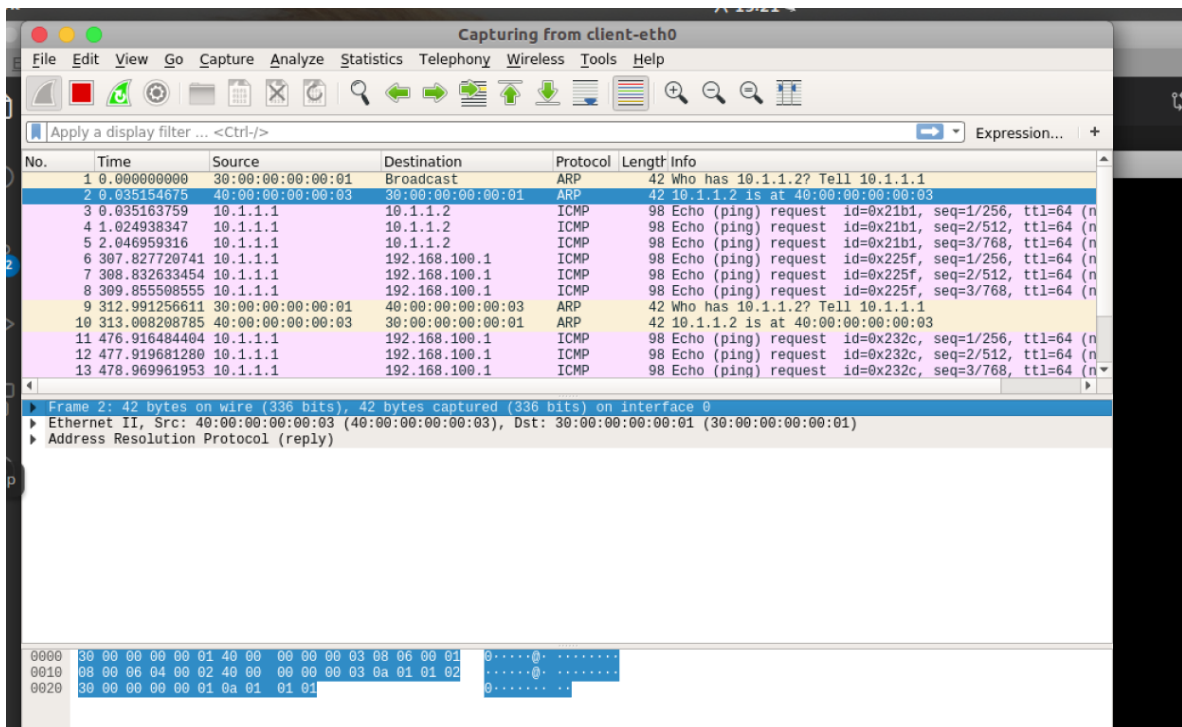 Capturing from client-eth0
File Edit View Go Capture Analyze Statistics Telephony Wireless Tools Help
Apply a display filter ... <Ctrl-/> Expression... +
No. Time Source Destination Protocol Length Info
1 0.000000000 30:00:00:00:00:01 Broadcast ARP 42 Who has 10.1.1.2? Tell 10.1.1.1
2 0.035154675 40:00:00:00:00:03 30:00:00:00:00:01 ARP 42 10.1.1.2 is at 40:00:00:00:00:03
3 0.035163759 10.1.1.1 10.1.1.2 ICMP 98 Echo (ping) request id=0x21b1, seq=1/256, ttl=64 (n
4 1.024938347 10.1.1.1 10.1.1.2 ICMP 98 Echo (ping) request id=0x21b1, seq=2/512, ttl=64 (n
5 2.046959316 10.1.1.1 10.1.1.2 ICMP 98 Echo (ping) request id=0x21b1, seq=3/768, ttl=64 (n
6 307.827720741 10.1.1.1 192.168.100.1 ICMP 98 Echo (ping) request id=0x225f, seq=1/256, ttl=64 (n
7 308.832633454 10.1.1.1 192.168.100.1 ICMP 98 Echo (ping) request id=0x225f, seq=2/512, ttl=64 (n
8 309.855508555 10.1.1.1 192.168.100.1 ICMP 98 Echo (ping) request id=0x225f, seq=3/768, ttl=64 (n
9 312.991256611 30:00:00:00:00:01 40:00:00:00:00:03 ARP 42 Who has 10.1.1.2? Tell 10.1.1.1
10 313.008208785 40:00:00:00:00:03 30:00:00:00:00:01 ARP 42 10.1.1.2 is at 40:00:00:00:00:03
11 476.916484404 10.1.1.1 192.168.100.1 ICMP 98 Echo (ping) request id=0x232c, seq=1/256, ttl=64 (n
12 477.919681280 10.1.1.1 192.168.100.1 ICMP 98 Echo (ping) request id=0x232c, seq=2/512, ttl=64 (n
13 478.969961953 10.1.1.1 192.168.100.1 ICMP 98 Echo (ping) request id=0x232c, seq=3/768, ttl=64 (n
Frame 2: 42 bytes on wire (336 bits), 42 bytes captured (336 bits) on interface 0
Ethernet II, Src: 40:00:00:00:00:03 (40:00:00:00:00:03), Dst: 30:00:00:00:00:01 (30:00:00:00:00:01)
Address Resolution Protocol (reply)
0000 30 00 00 00 00 01 40 00 00 00 00 03 08 06 00 01 0·····@· ········
0010 08 00 06 04 00 02 40 00 00 00 00 03 0a 01 01 02 ······@· ········
0020 30 00 00 00 00 01 0a 01 01 01 0······· ··
2
p